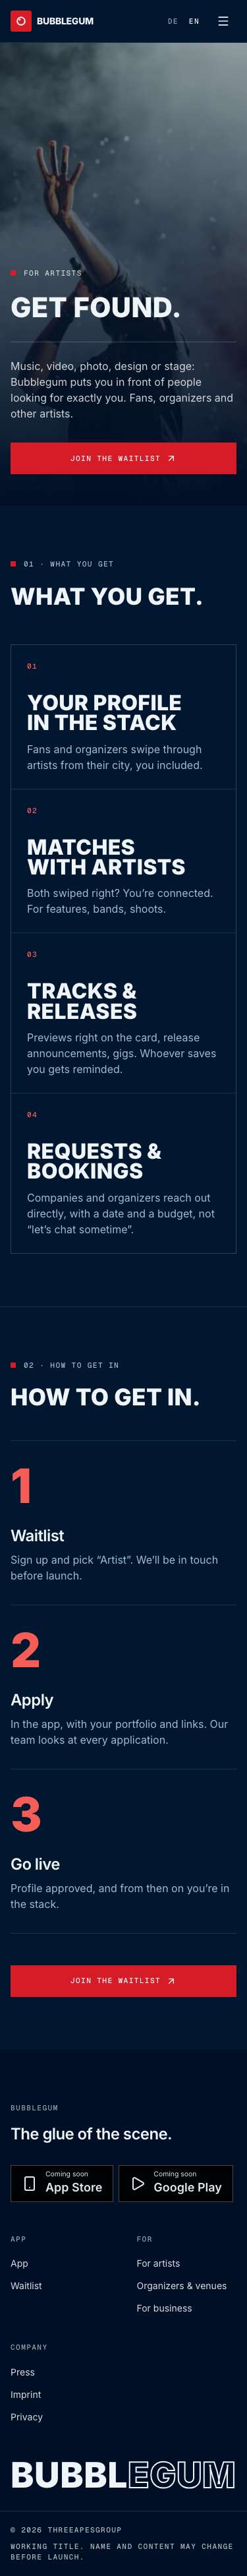 BUBBLEGUM
DE EN
FOR ARTISTS
GET FOUND.
Music, video, photo, design or stage:
Bubblegum puts you in front of people
looking for exactly you. Fans, organizers and
other artists.
JOIN THE WAITLIST
01 · WHAT YOU GET
WHAT YOU GET.
01
YOUR PROFILE
IN THE STACK
Fans and organizers swipe through
artists from their city, you included.
02
MATCHES
WITH ARTISTS
Both swiped right? You’re connected.
For features, bands, shoots.
03
TRACKS &
RELEASES
Previews right on the card, release
announcements, gigs. Whoever saves
you gets reminded.
04
REQUESTS &
BOOKINGS
Companies and organizers reach out
directly, with a date and a budget, not
“let’s chat sometime”.
02 · HOW TO GET IN
HOW TO GET IN.
1
Waitlist
Sign up and pick “Artist”. We’ll be in touch
before launch.
2
Apply
In the app, with your portfolio and links. Our
team looks at every application.
3
Go live
Profile approved, and from then on you’re in
the stack.
JOIN THE WAITLIST
BUBBLEGUM
The glue of the scene.
Coming soon
App Store
Coming soon
Google Play
APP
App
Waitlist
FOR
For artists
Organizers & venues
For business
COMPANY
Press
Imprint
Privacy
BUBBLEGUM
© 2026 THREEAPESGROUP
WORKING TITLE. NAME AND CONTENT MAY CHANGE
BEFORE LAUNCH.